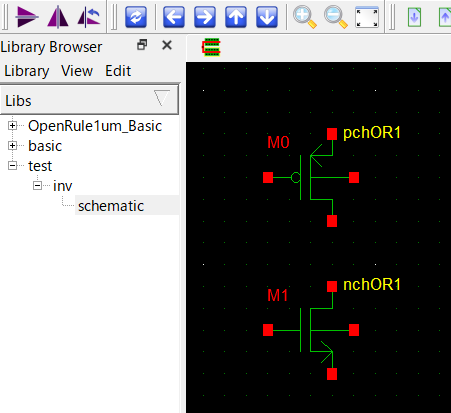 Library Browser
Library View Edit
Libs
OpenRule1um_Basic
basic
test
inv
schematic
M0
pchOR1
M1
nchOR1